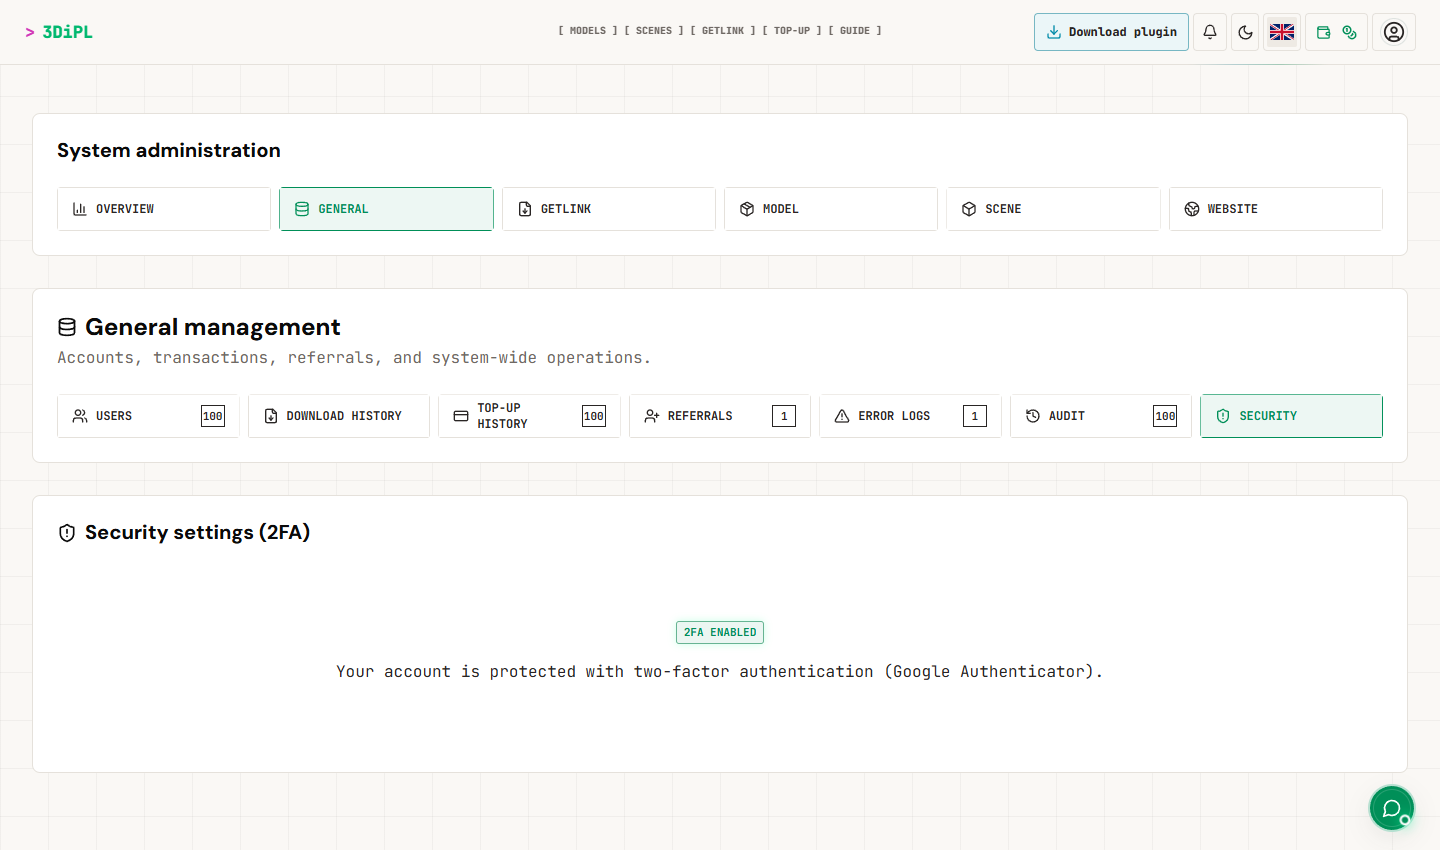 > 3DiPL
[ MODELS ] [ SCENES ] [ GETLINK ] [ TOP-UP ] [ GUIDE ]
Download plugin
System administration
OVERVIEW
GENERAL
GETLINK
MODEL
SCENE
WEBSITE
General management
Accounts, transactions, referrals, and system-wide operations.
USERS 100
DOWNLOAD HISTORY
TOP-UP
HISTORY 100
REFERRALS 1
ERROR LOGS 1
AUDIT 100
SECURITY
Security settings (2FA)
2FA ENABLED
Your account is protected with two-factor authentication (Google Authenticator).